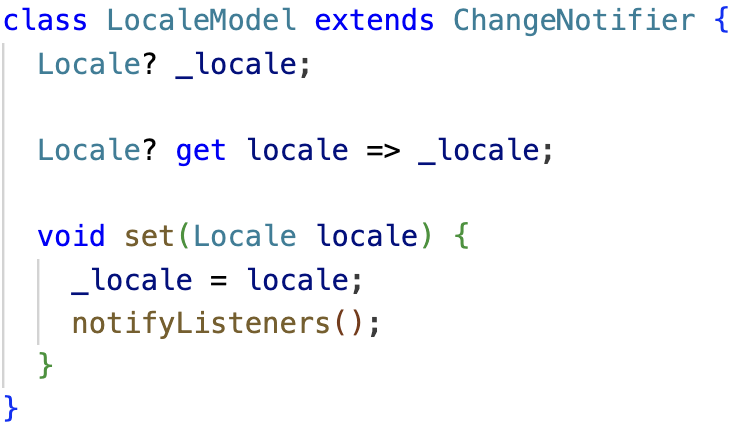 class LocaleModel extends ChangeNotifier {
  Locale? _locale;

  Locale? get locale => _locale;

  void set(Locale locale) {
    _locale = locale;
    notifyListeners();
  }
}